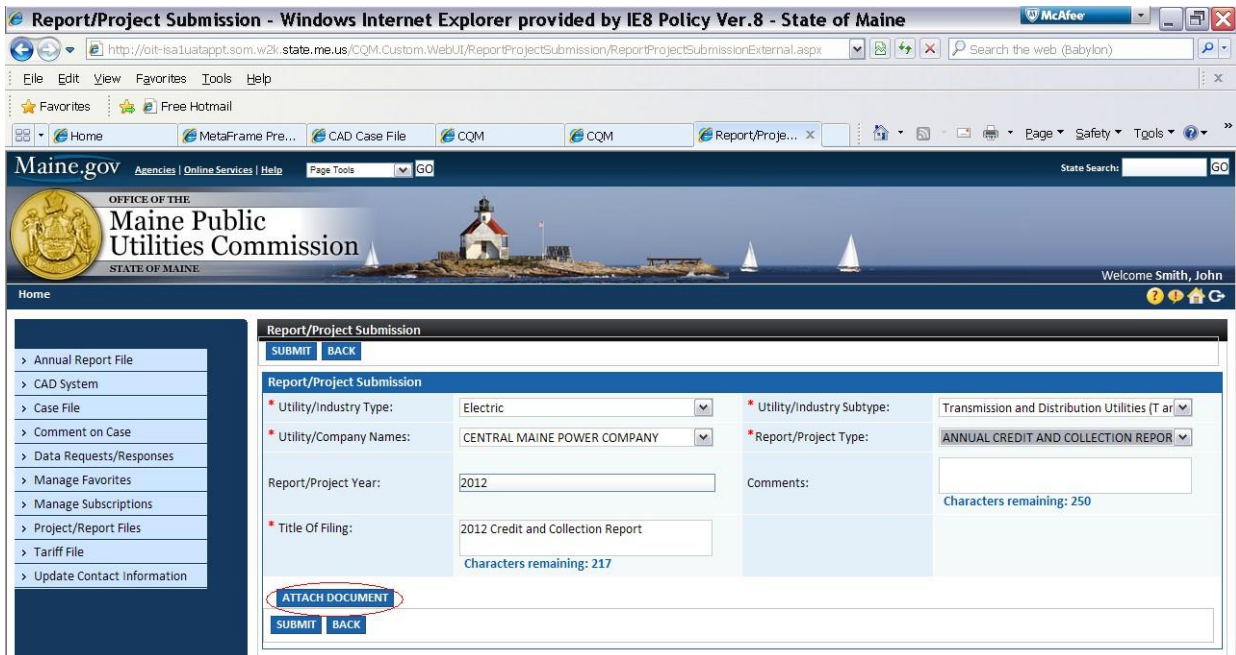 Report/Project Submission - Windows Internet Explorer provided by IE8 Policy Ver.8 - State of Maine
McAfee
http://oit-isa1uatappt.som.w2k.state.me.us/CQM.Custom.WebUI/ReportProjectSubmission/ReportProjectSubmissionExternal.aspx
Search the web (Babylon)
File Edit View Favorites Tools Help
x
Favorites Free Hotmail
Home MetaFrame Pre... CAD Case File CQM CQM Report/Proje... x Page Safety Tools »
Maine.gov Agencies | Online Services | Help Page Tools GO State Search: GO
OFFICE OF THE
Maine Public
Utilities Commission
STATE OF MAINE
Welcome Smith, John
Home
Report/Project Submission
SUBMIT BACK
> Annual Report File
> CAD System
> Case File
> Comment on Case
> Data Requests/Responses
> Manage Favorites
> Manage Subscriptions
> Project/Report Files
> Tariff File
> Update Contact Information
Report/Project Submission
* Utility/Industry Type: Electric * Utility/Industry Subtype: Transmission and Distribution Utilities (T ar
* Utility/Company Names: CENTRAL MAINE POWER COMPANY *Report/Project Type: ANNUAL CREDIT AND COLLECTION REPOR
Report/Project Year: 2012 Comments:
Characters remaining: 250
* Title Of Filing: 2012 Credit and Collection Report
Characters remaining: 217
ATTACH DOCUMENT
SUBMIT BACK